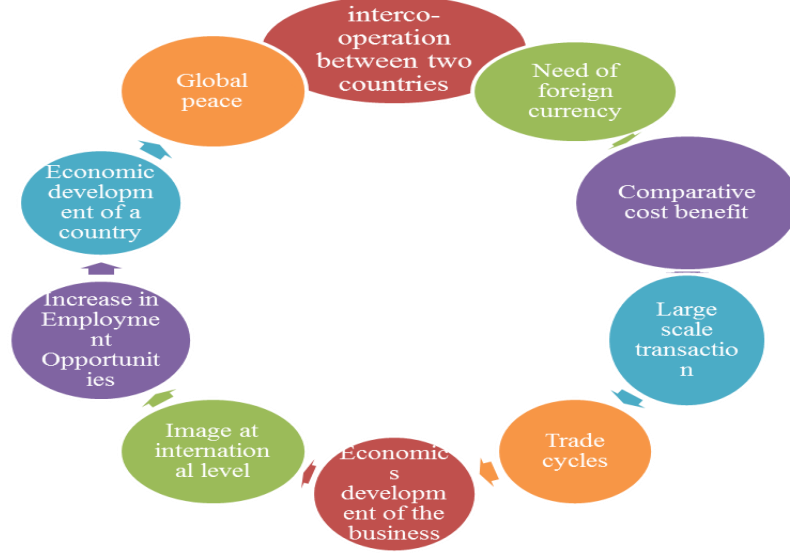 interco-
operation
between two
countries
Need of
foreign
currency
Comparative
cost benefit
Large
scale
transactio
n
Trade
cycles
Economic
s
developm
ent of the
business
Image at
internation
al level
Increase in
Employme
nt
Opportunit
ies
Economic
developm
ent of a
country
Global
peace